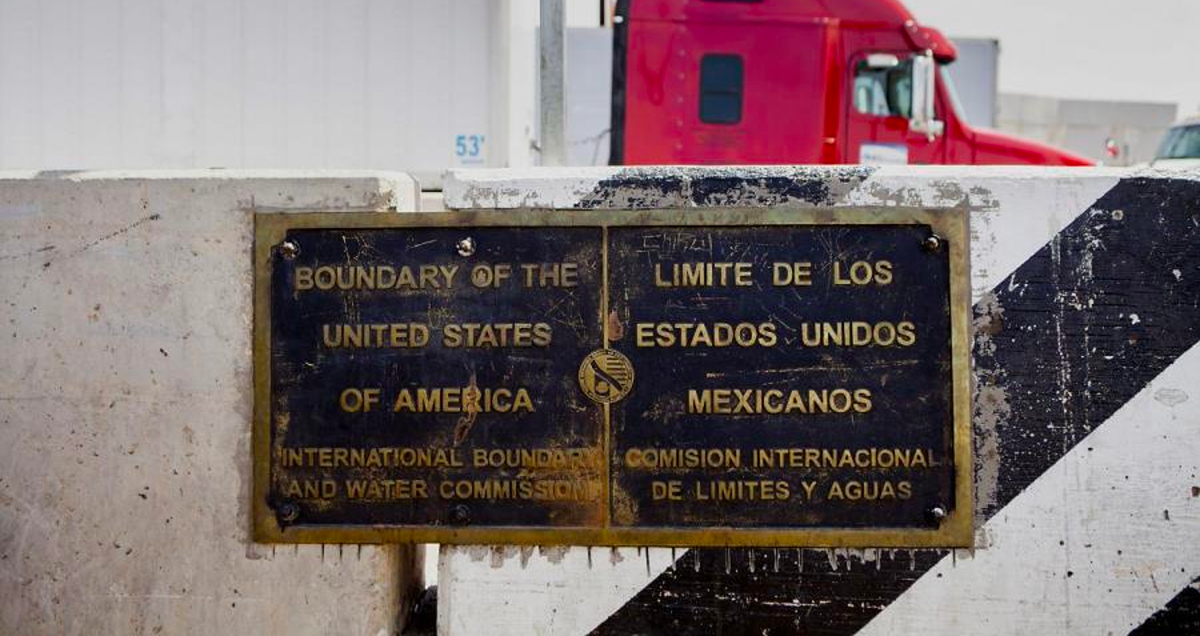 53'
BOUNDARY OF THE
UNITED STATES
OF AMERICA
INTERNATIONAL BOUNDARY
AND WATER COMMISSION
LIMITE DE LOS
ESTADOS UNIDOS
MEXICANOS
COMISION INTERNACIONAL
DE LIMITES Y AGUAS